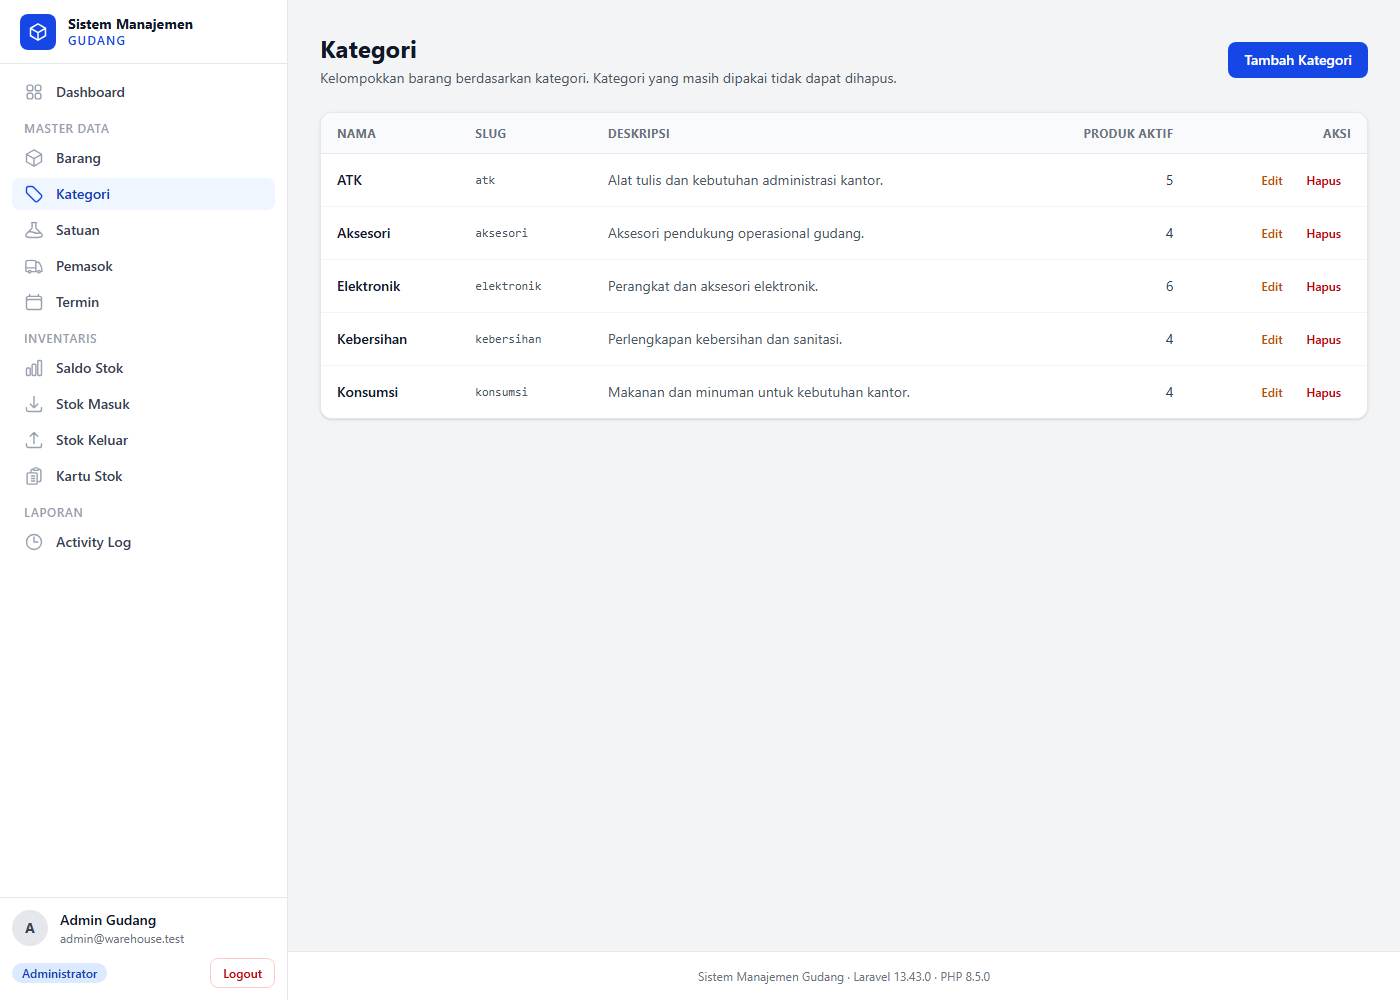 Sistem Manajemen
GUDANG
Dashboard
MASTER DATA
Barang
Kategori
Satuan
Pemasok
Termin
INVENTARIS
Saldo Stok
Stok Masuk
Stok Keluar
Kartu Stok
LAPORAN
Activity Log
A
Admin Gudang
admin@warehouse.test
Administrator
Logout
Kategori
Kelompokkan barang berdasarkan kategori. Kategori yang masih dipakai tidak dapat dihapus.
Tambah Kategori
NAMA SLUG DESKRIPSI PRODUK AKTIF AKSI
ATK atk Alat tulis dan kebutuhan administrasi kantor. 5 Edit Hapus
Aksesori aksesori Aksesori pendukung operasional gudang. 4 Edit Hapus
Elektronik elektronik Perangkat dan aksesori elektronik. 6 Edit Hapus
Kebersihan kebersihan Perlengkapan kebersihan dan sanitasi. 4 Edit Hapus
Konsumsi konsumsi Makanan dan minuman untuk kebutuhan kantor. 4 Edit Hapus
Sistem Manajemen Gudang · Laravel 13.43.0 · PHP 8.5.0